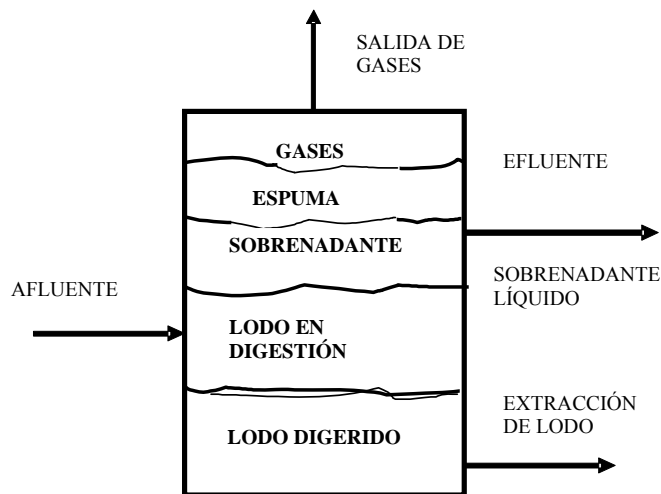 SALIDA DE
GASES
GASES
EFLUENTE
ESPUMA
SOBRENADANTE
AFLUENTE
SOBRENADANTE
LÍQUIDO
LODO EN
DIGESTIÓN
EXTRACCIÓN
DE LODO
LODO DIGERIDO